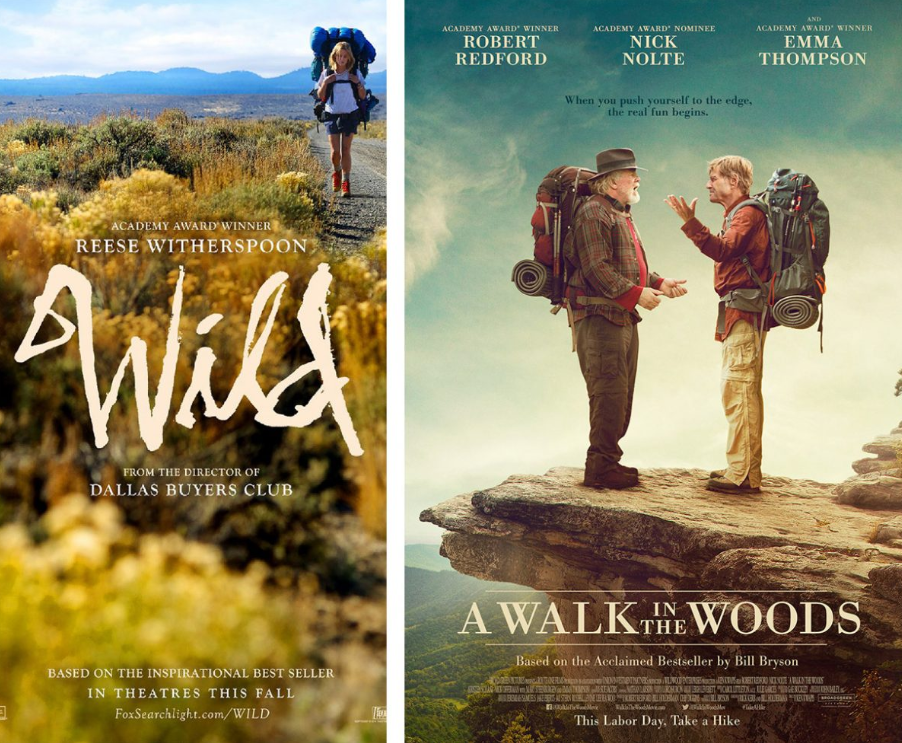 ACADEMY AWARD® WINNER
REESE WITHERSPOON
Wild
FROM THE DIRECTOR OF
DALLAS BUYERS CLUB
BASED ON THE INSPIRATIONAL BEST SELLER
IN THEATRES THIS FALL
FoxSearchlight.com/WILD
ACADEMY AWARD® WINNER
ROBERT
REDFORD
ACADEMY AWARD® NOMINEE
NICK
NOLTE
AND
ACADEMY AWARD® WINNER
EMMA
THOMPSON
When you push yourself to the edge,
the real fun begins.
A WALK IN THE WOODS
Based on the Acclaimed Bestseller by Bill Bryson
This Labor Day, Take a Hike